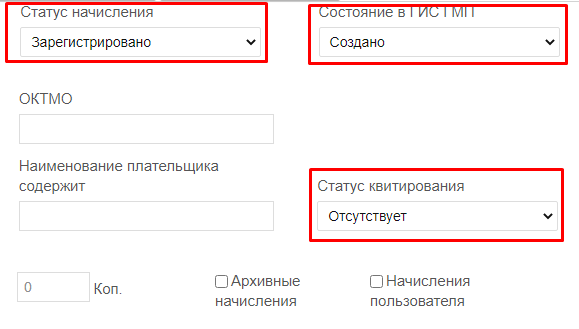 Статус начисления
Состояние в ГИС ГМП
Зарегистрировано
Создано
ОКТМО
Наименование плательщика
содержит
Статус квитирования
Отсутствует
0 Коп.
Архивные
начисления
Начисления
пользователя